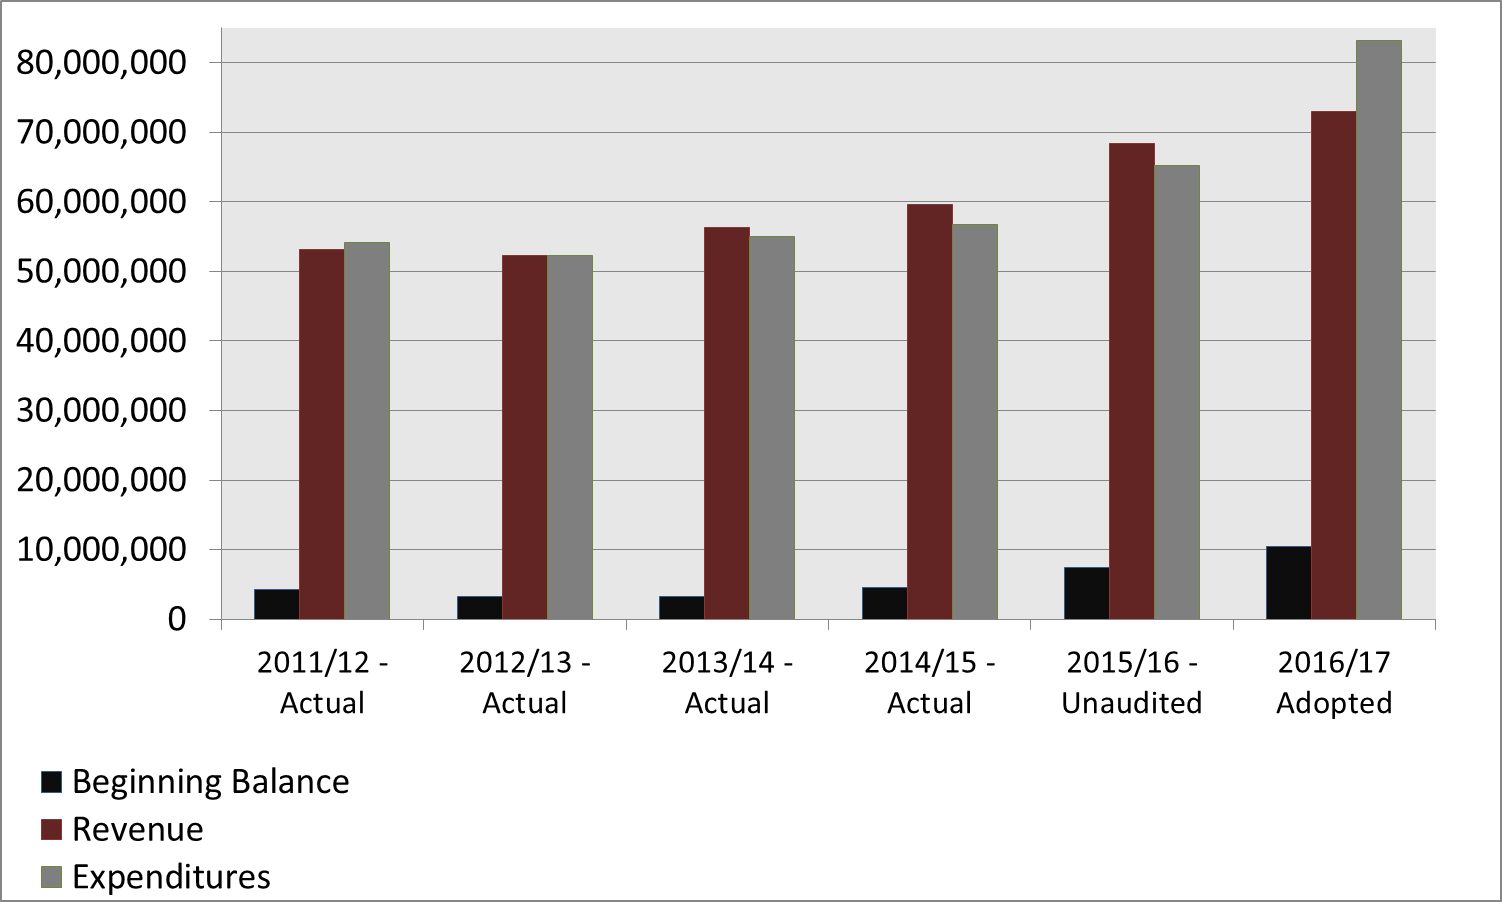 80,000,000
70,000,000
60,000,000
50,000,000
40,000,000
30,000,000
20,000,000
10,000,000
0
2011/12 -
Actual
2012/13 -
Actual
2013/14 -
Actual
2014/15 -
Actual
2015/16 -
Unaudited
2016/17
Adopted
Beginning Balance
Revenue
Expenditures